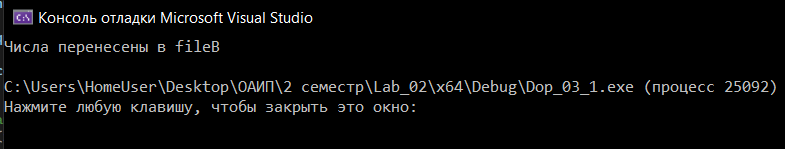 Консоль отладки Microsoft Visual Studio
Числа перенесены в fileB
C:\Users\HomeUser\Desktop\ОАИП\2 семестр\Lab_02\x64\Debug\Dop_03_1.exe (процесс 25092)
Нажмите любую клавишу, чтобы закрыть это окно: